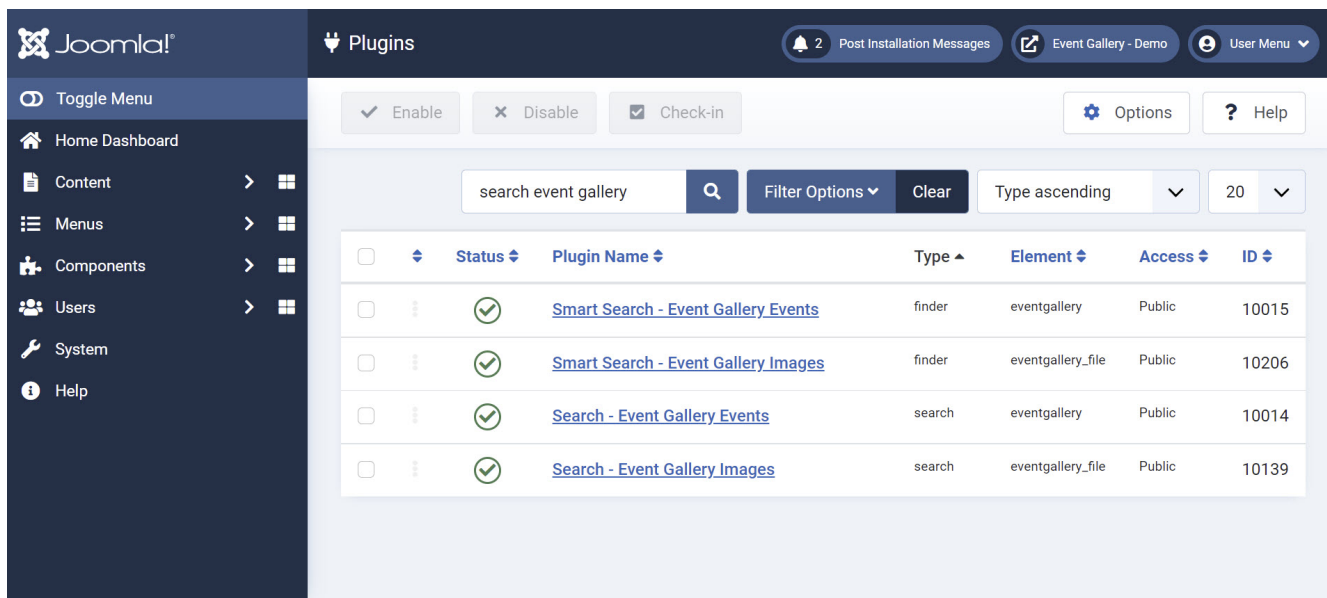 Joomla!®
Plugins
2 Post Installation Messages
Event Gallery - Demo
User Menu
Toggle Menu
Home Dashboard
Content
Menus
Components
Users
System
Help
Enable
Disable
Check-in
Options
? Help
search event gallery
Filter Options
Clear
Type ascending
20
Status Plugin Name Type Element Access ID
Smart Search - Event Gallery Events finder eventgallery Public 10015
Smart Search - Event Gallery Images finder eventgallery_file Public 10206
Search - Event Gallery Events search eventgallery Public 10014
Search - Event Gallery Images search eventgallery_file Public 10139